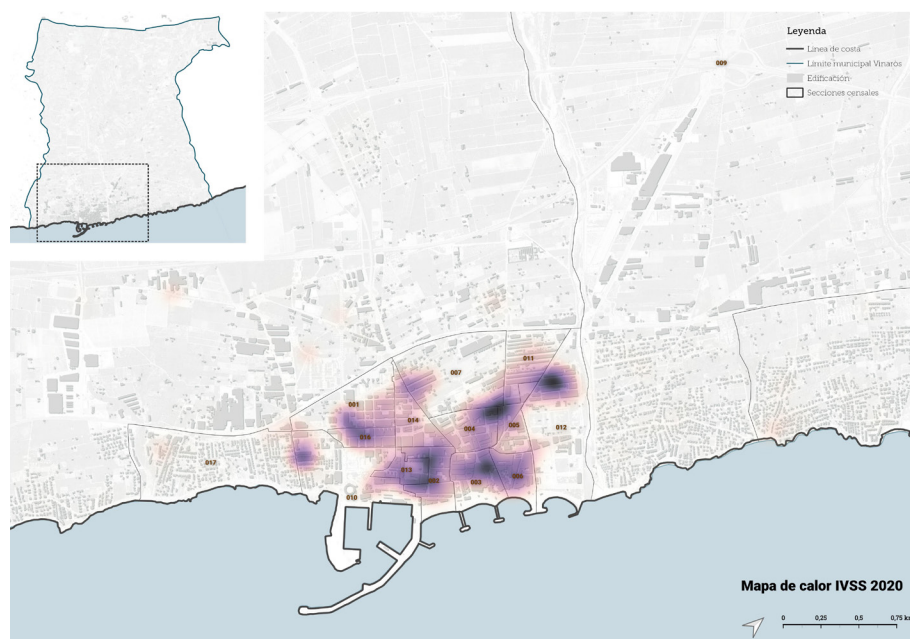 Leyenda
Linea de costa
Límite municipal Vinaròs
Edificación
Secciones censales
009
011
007
001
014
016
004
005
012
017
013
002
003
006
010
Mapa de calor IVSS 2020
0 0,25 0,5 0,75 km